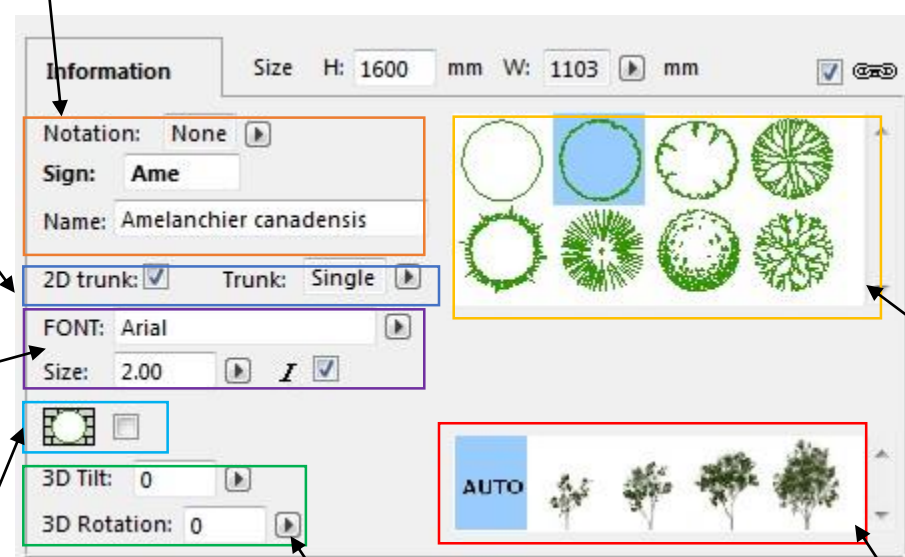 Information Size H: 1600 mm W: 1103 mm
Notation: None
Sign: Ame
Name: Amelanchier canadensis
2D trunk: Trunk: Single
FONT: Arial
Size: 2.00 I
3D Tilt: 0
3D Rotation: 0
AUTO